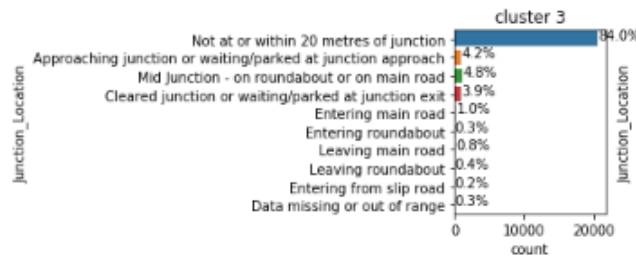 cluster 3
Junction_Location
Not at or within 20 metres of junction 84.0%
Approaching junction or waiting/parked at junction approach 4.2%
Mid Junction - on roundabout or on main road 4.8%
Cleared junction or waiting/parked at junction exit 3.9%
Entering main road 1.0%
Entering roundabout 0.3%
Leaving main road 0.8%
Leaving roundabout 0.4%
Entering from slip road 0.2%
Data missing or out of range 0.3%
0 10000 20000
count
Junction_Location